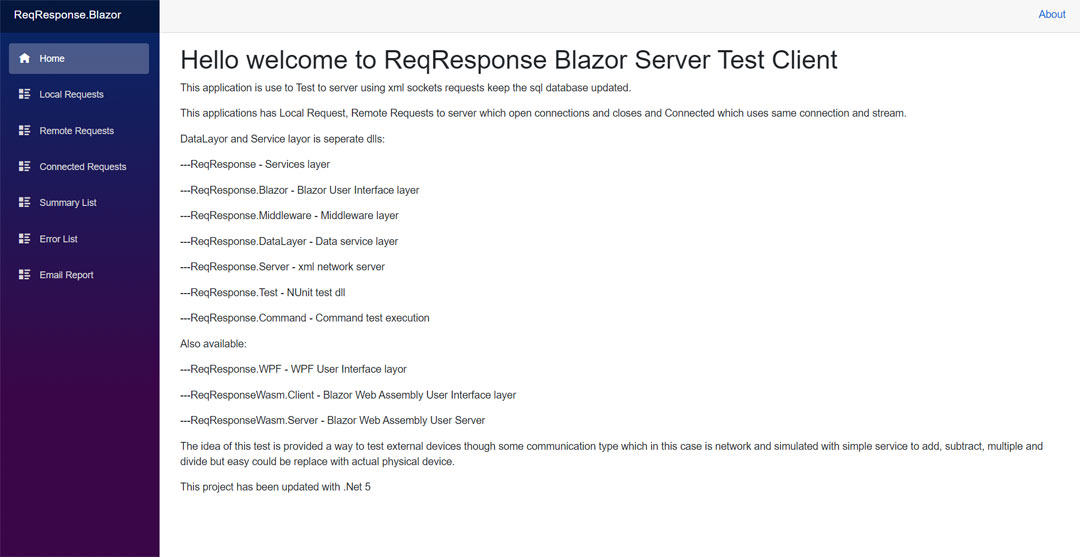 ReqResponse.Blazor
About
Home
Local Requests
Remote Requests
Connected Requests
Summary List
Error List
Email Report
Hello welcome to ReqResponse Blazor Server Test Client
This application is use to Test to server using xml sockets requests keep the sql database updated.
This applications has Local Request, Remote Requests to server which open connections and closes and Connected which uses same connection and stream.
DataLayor and Service layor is seperate dlls:
---ReqResponse - Services layer
---ReqResponse.Blazor - Blazor User Interface layer
---ReqResponse.Middleware - Middleware layer
---ReqResponse.DataLayer - Data service layer
---ReqResponse.Server - xml network server
---ReqResponse.Test - NUnit test dll
---ReqResponse.Command - Command test execution
Also available:
---ReqResponse.WPF - WPF User Interface layor
---ReqResponseWasm.Client - Blazor Web Assembly User Interface layer
---ReqResponseWasm.Server - Blazor Web Assembly User Server
The idea of this test is provided a way to test external devices though some communication type which in this case is network and simulated with simple service to add, subtract, multiple and
divide but easy could be replace with actual physical device.
This project has been updated with .Net 5